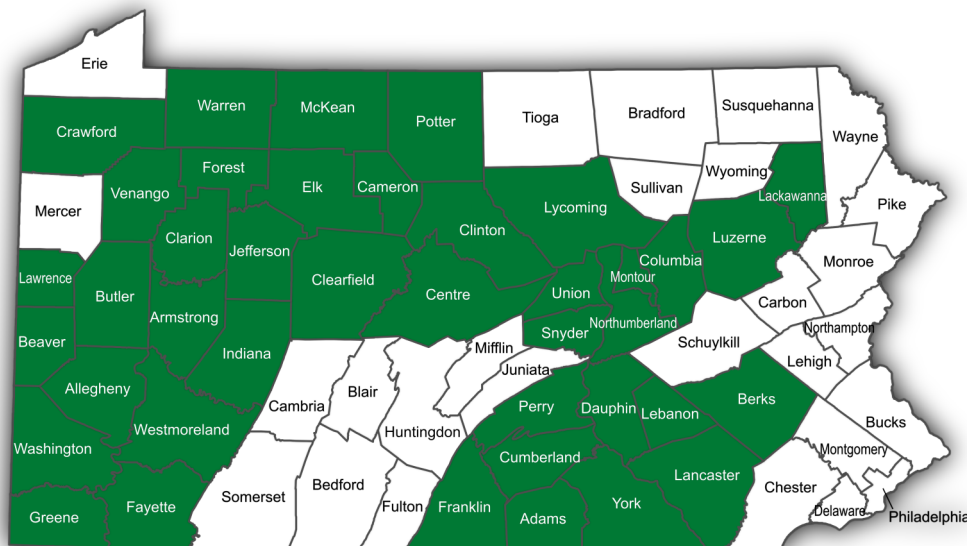 Erie
Warren
McKean
Potter
Tioga
Bradford
Susquehanna
Crawford
Wayne
Forest
Venango
Elk
Cameron
Sullivan
Wyoming
Lackawanna
Mercer
Lycoming
Pike
Clarion
Clinton
Luzerne
Jefferson
Columbia
Monroe
Lawrence
Clearfield
Montour
Butler
Centre
Union
Carbon
Armstrong
Northumberland
Northampton
Beaver
Snyder
Schuylkill
Indiana
Mifflin
Lehigh
Juniata
Allegheny
Blair
Cambria
Perry
Dauphin
Lebanon
Berks
Westmoreland
Huntingdon
Bucks
Washington
Cumberland
Montgomery
Lancaster
Bedford
Chester
Somerset
Fayette
Fulton
Franklin
York
Delaware
Greene
Adams
Philadelphia